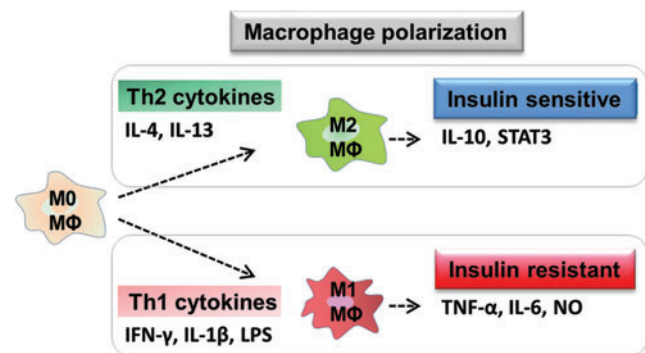 Macrophage polarization
Th2 cytokines
IL-4, IL-13
M2
MΦ
Insulin sensitive
IL-10, STAT3
M0
MΦ
Th1 cytokines
IFN-γ, IL-1β, LPS
M1
MΦ
Insulin resistant
TNF-α, IL-6, NO